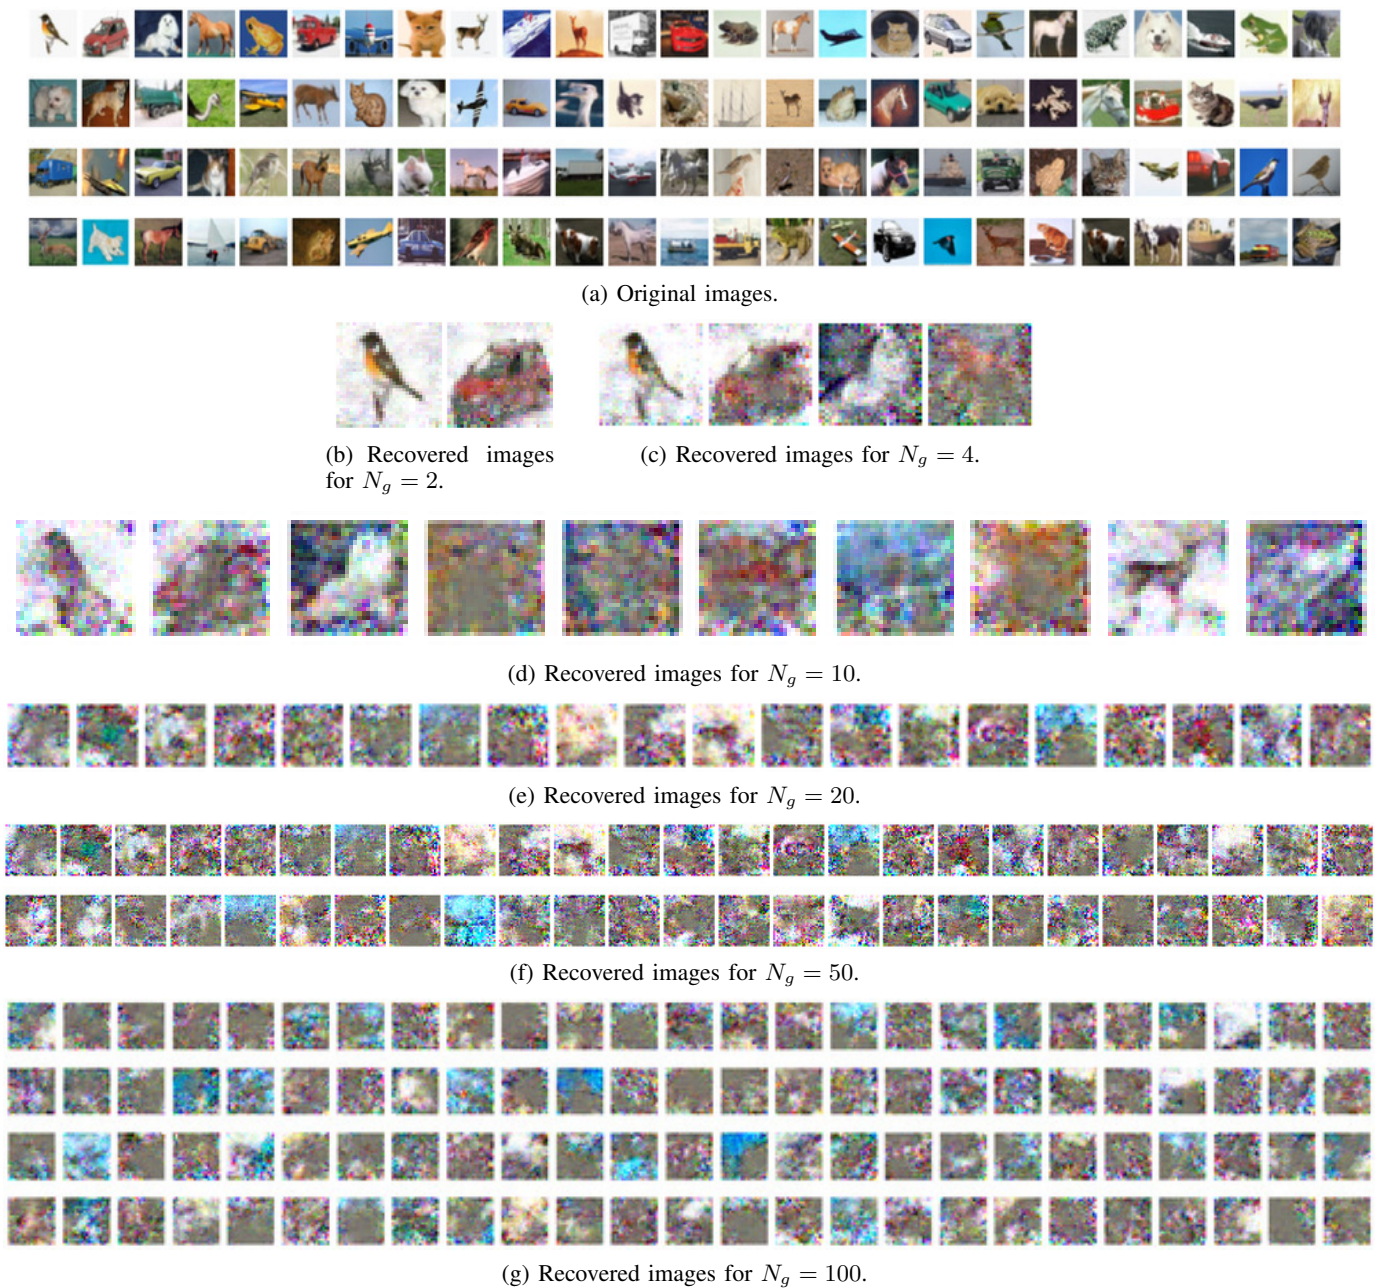 (a) Original images.
(b) Recovered images
for N_g = 2.
(c) Recovered images for N_g = 4.
(d) Recovered images for N_g = 10.
(e) Recovered images for N_g = 20.
(f) Recovered images for N_g = 50.
(g) Recovered images for N_g = 100.